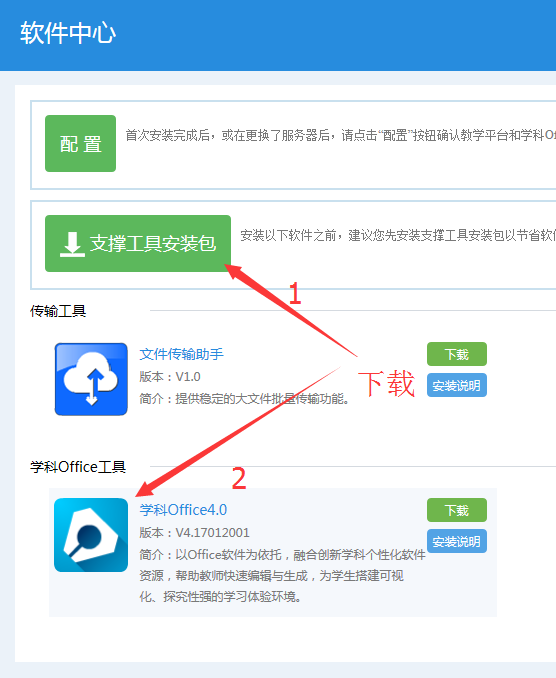 软件中心
配 置
首次安装完成后，或在更换了服务器后，请点击“配置”按钮确认教学平台和学科Of
支撑工具安装包
安装以下软件之前，建议您先安装支撑工具安装包以节省软件
1
传输工具
文件传输助手
下载
版本：V1.0
安装说明
简介：提供稳定的大文件批量传输功能。
下载
学科Office工具
2
学科Office4.0
下载
版本：V4.17012001
安装说明
简介：以Office软件为依托，融合创新学科个性化软件
资源，帮助教师快速编辑与生成，为学生搭建可视
化、探究性强的学习体验环境。